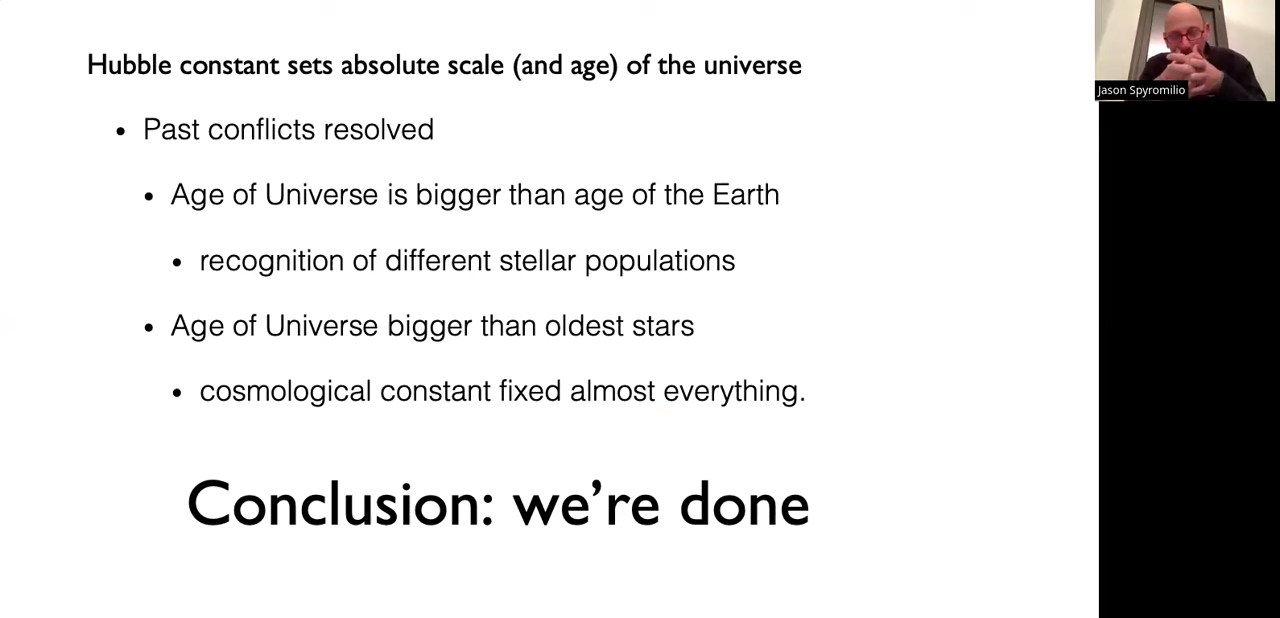 Hubble constant sets absolute scale (and age) of the universe
• Past conflicts resolved
• Age of Universe is bigger than age of the Earth
• recognition of different stellar populations
• Age of Universe bigger than oldest stars
• cosmological constant fixed almost everything.
Conclusion: we’re done
Jason Spyromilio